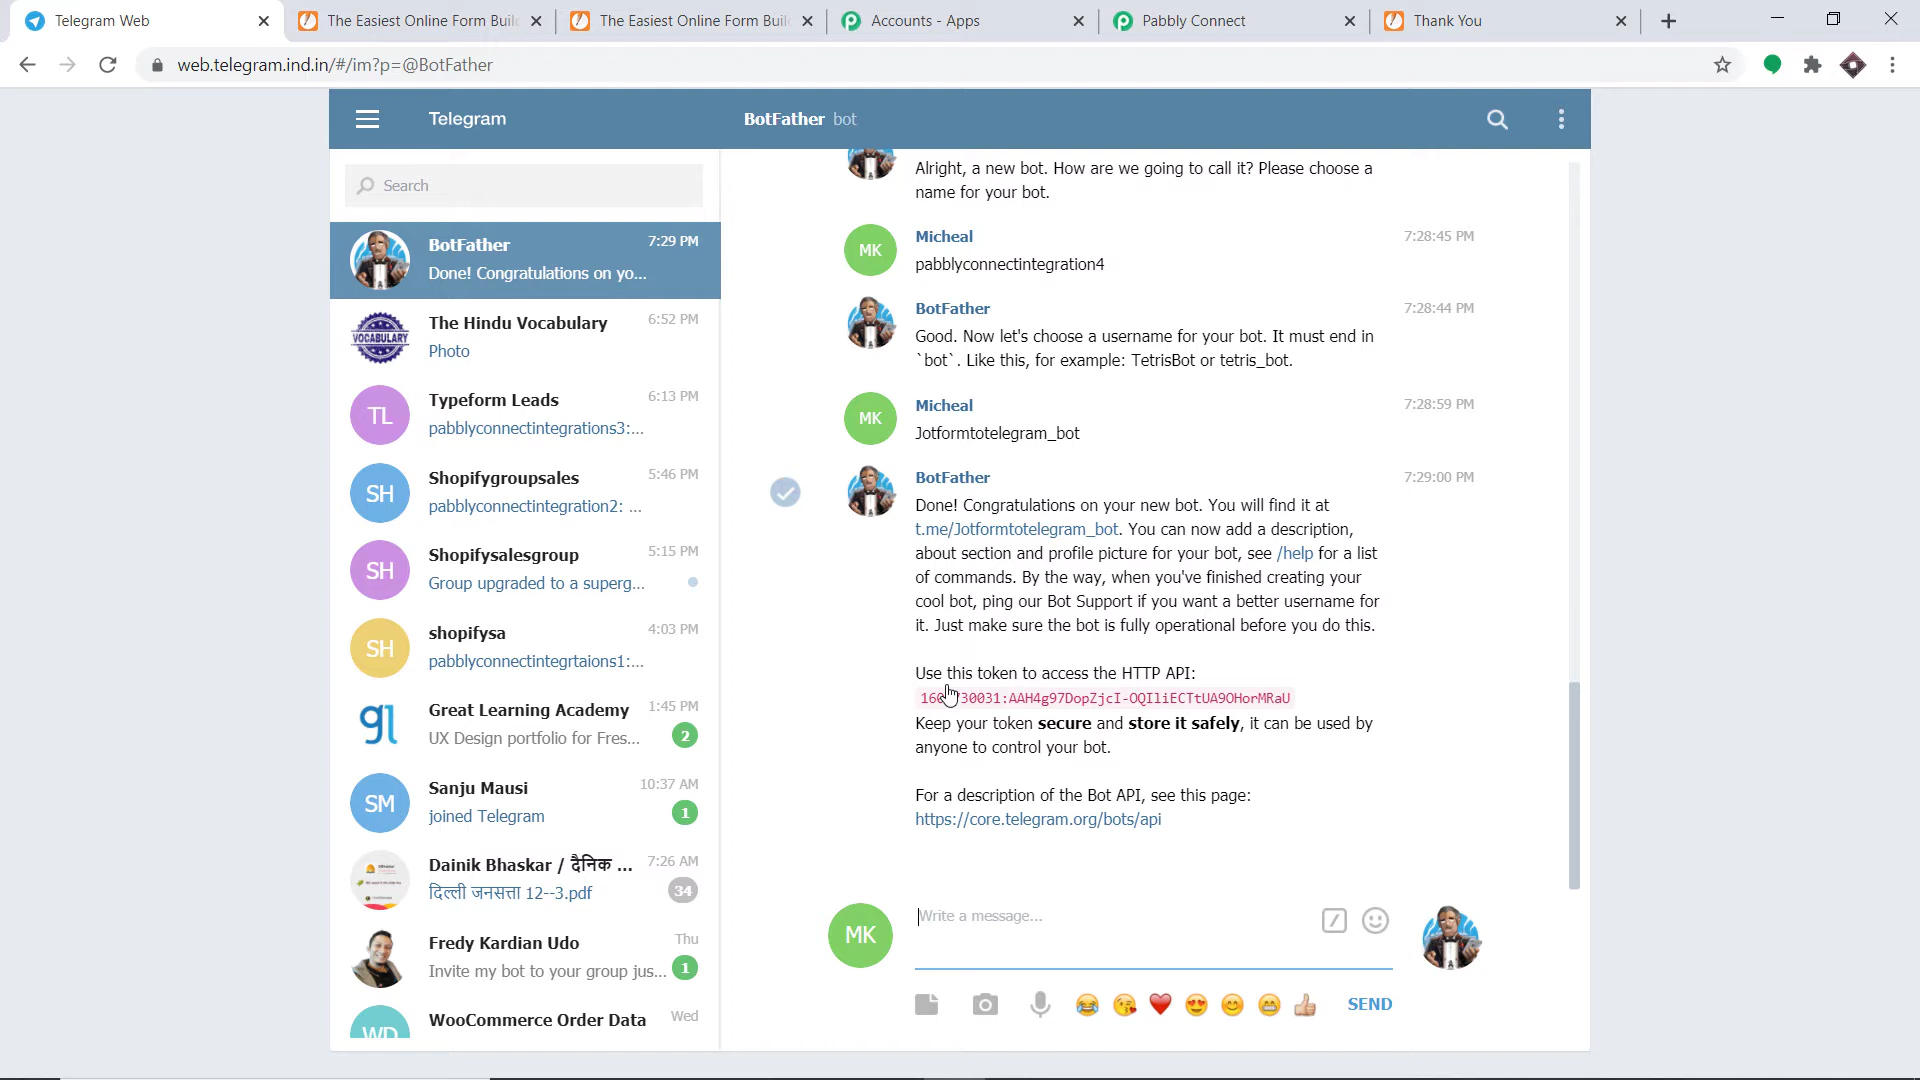 Telegram Web
The Easiest Online Form Buil
The Easiest Online Form Buil
Accounts - Apps
Pabbly Connect
Thank You
web.telegram.ind.in/#/im?p=@BotFather
Telegram
BotFather bot
Search
BotFather 7:29 PM
Done! Congratulations on yo...
The Hindu Vocabulary 6:52 PM
Photo
VOCABULARY
TL
Typeform Leads 6:13 PM
pabblyconnectintegrations3:...
SH
Shopifygroupsales 5:46 PM
pabblyconnectintegration2: ...
SH
Shopifysalesgroup 5:15 PM
Group upgraded to a superg...
SH
shopifysa 4:03 PM
pabblyconnectintegrtaions1:...
gl
Great Learning Academy 1:45 PM
UX Design portfolio for Fres... 2
SM
Sanju Mausi 10:37 AM
joined Telegram 1
Dainik Bhaskar / दैनिक ... 7:26 AM
दिल्ली जनसत्ता 12--3.pdf 34
Fredy Kardian Udo Thu
Invite my bot to your group jus... 1
WD
WooCommerce Order Data Wed
Alright, a new bot. How are we going to call it? Please choose a
name for your bot.
MK
Micheal 7:28:45 PM
pabblyconnectintegration4
BotFather 7:28:44 PM
Good. Now let's choose a username for your bot. It must end in
`bot`. Like this, for example: TetrisBot or tetris_bot.
MK
Micheal 7:28:59 PM
Jotformtotelegram_bot
BotFather 7:29:00 PM
Done! Congratulations on your new bot. You will find it at
t.me/Jotformtotelegram_bot. You can now add a description,
about section and profile picture for your bot, see /help for a list
of commands. By the way, when you've finished creating your
cool bot, ping our Bot Support if you want a better username for
it. Just make sure the bot is fully operational before you do this.
Use this token to access the HTTP API:
Keep your token secure and store it safely, it can be used by
anyone to control your bot.
For a description of the Bot API, see this page:
https://core.telegram.org/bots/api
MK
Write a message...
SEND